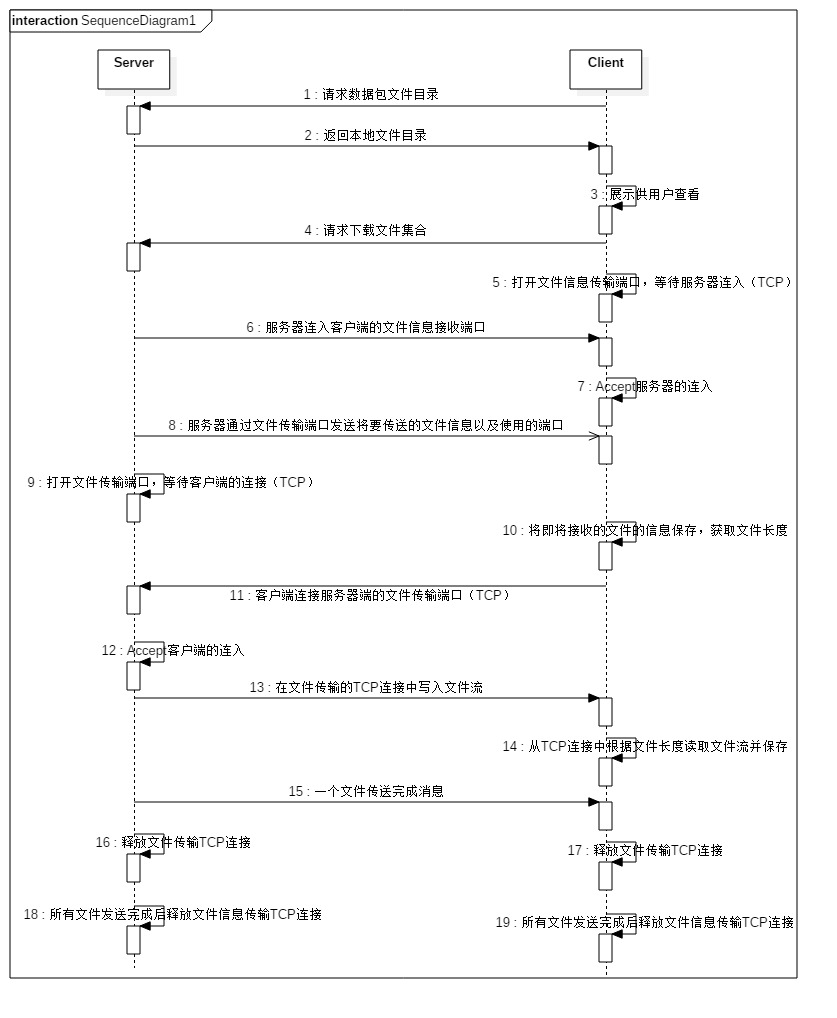 interaction SequenceDiagram1
Server
Client
1 : 请求数据包文件目录
2 : 返回本地文件目录
3 : 展示供用户查看
4 : 请求下载文件集合
5 : 打开文件信息传输端口，等待服务器连入（TCP）
6 : 服务器连入客户端的文件信息接收端口
7 : Accept服务器的连入
8 : 服务器通过文件传输端口发送将要传送的文件信息以及使用的端口
9 : 打开文件传输端口，等待客户端的连接（TCP）
10 : 将即将接收的文件的信息保存，获取文件长度
11 : 客户端连接服务器端的文件传输端口（TCP）
12 : Accept客户端的连入
13 : 在文件传输的TCP连接中写入文件流
14 : 从TCP连接中根据文件长度读取文件流并保存
15 : 一个文件传送完成消息
16 : 释放文件传输TCP连接
17 : 释放文件传输TCP连接
18 : 所有文件发送完成后释放文件信息传输TCP连接
19 : 所有文件发送完成后释放文件信息传输TCP连接